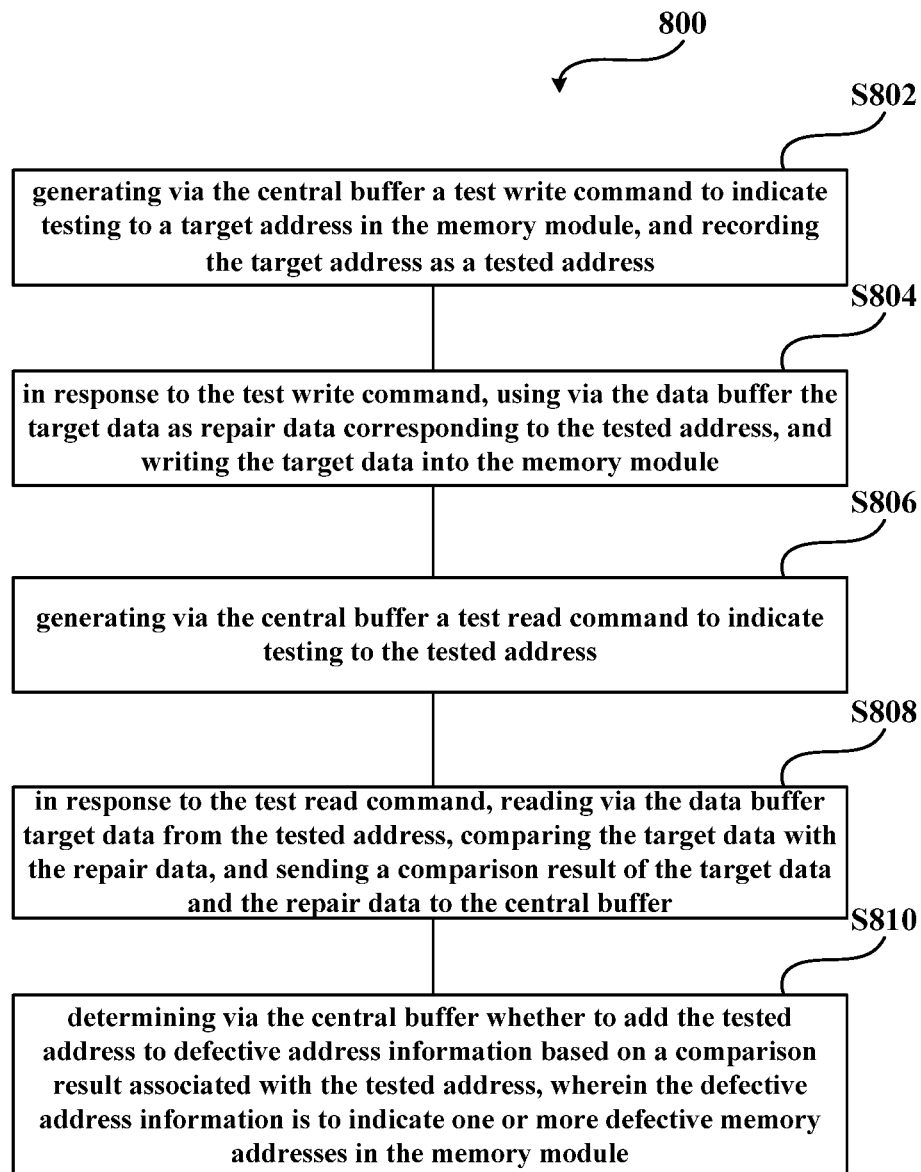 800
S802
generating via the central buffer a test write command to indicate
testing to a target address in the memory module, and recording
the target address as a tested address
S804
in response to the test write command, using via the data buffer the
target data as repair data corresponding to the tested address, and
writing the target data into the memory module
S806
generating via the central buffer a test read command to indicate
testing to the tested address
S808
in response to the test read command, reading via the data buffer
target data from the tested address, comparing the target data with
the repair data, and sending a comparison result of the target data
and the repair data to the central buffer
S810
determining via the central buffer whether to add the tested
address to defective address information based on a comparison
result associated with the tested address, wherein the defective
address information is to indicate one or more defective memory
addresses in the memory module